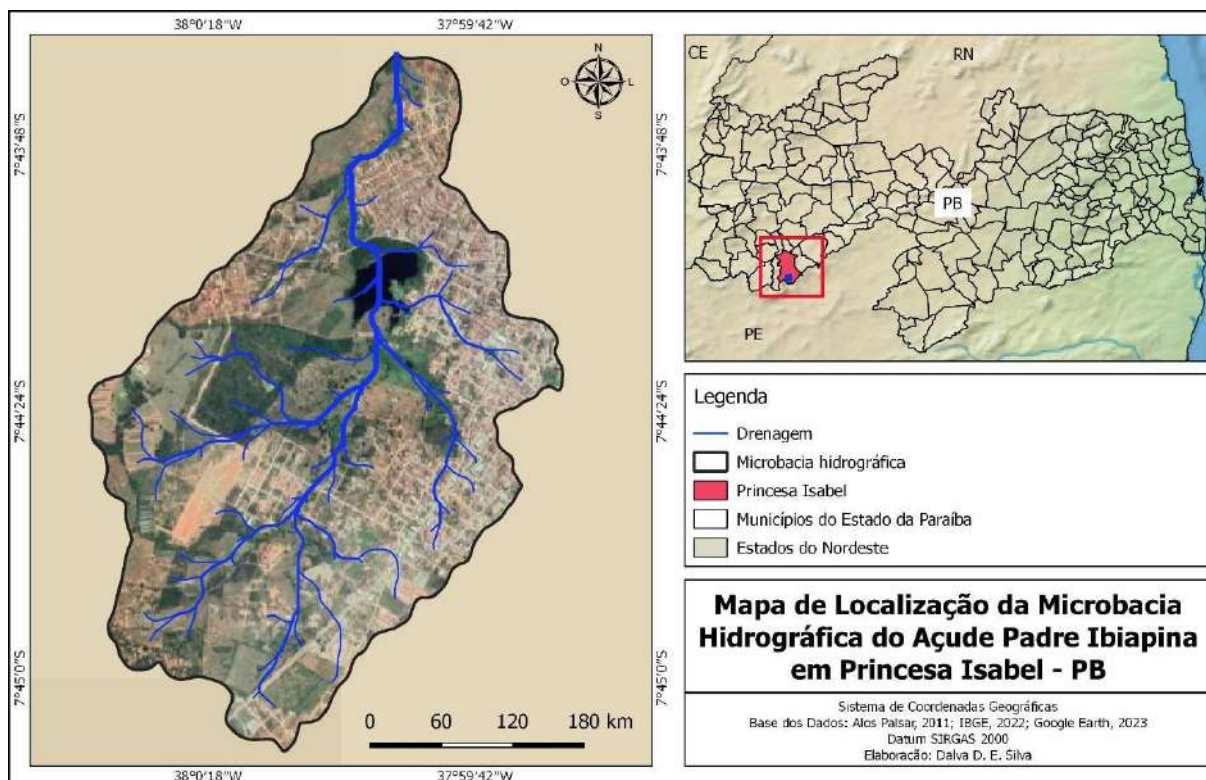 38°0'18"W
37°59'42"W
7°43'48"S
7°44'24"S
7°45'0"S
N
O
L
S
0 60 120 180 km
7°43'48"S
7°44'24"S
7°45'0"S
38°0'18"W
37°59'42"W
CE
RN
PB
PE
Legenda
Drenagem
Microbacia hidrográfica
Princesa Isabel
Municípios do Estado da Paraíba
Estados do Nordeste
Mapa de Localização da Microbacia
Hidrográfica do Açude Padre Ibiapina
em Princesa Isabel - PB
Sistema de Coordenadas Geográficas
Base dos Dados: Alos Palsar, 2011; IBGE, 2022; Google Earth, 2023
Datum SIRGAS 2000
Elaboração: Dalva D. E. Silva